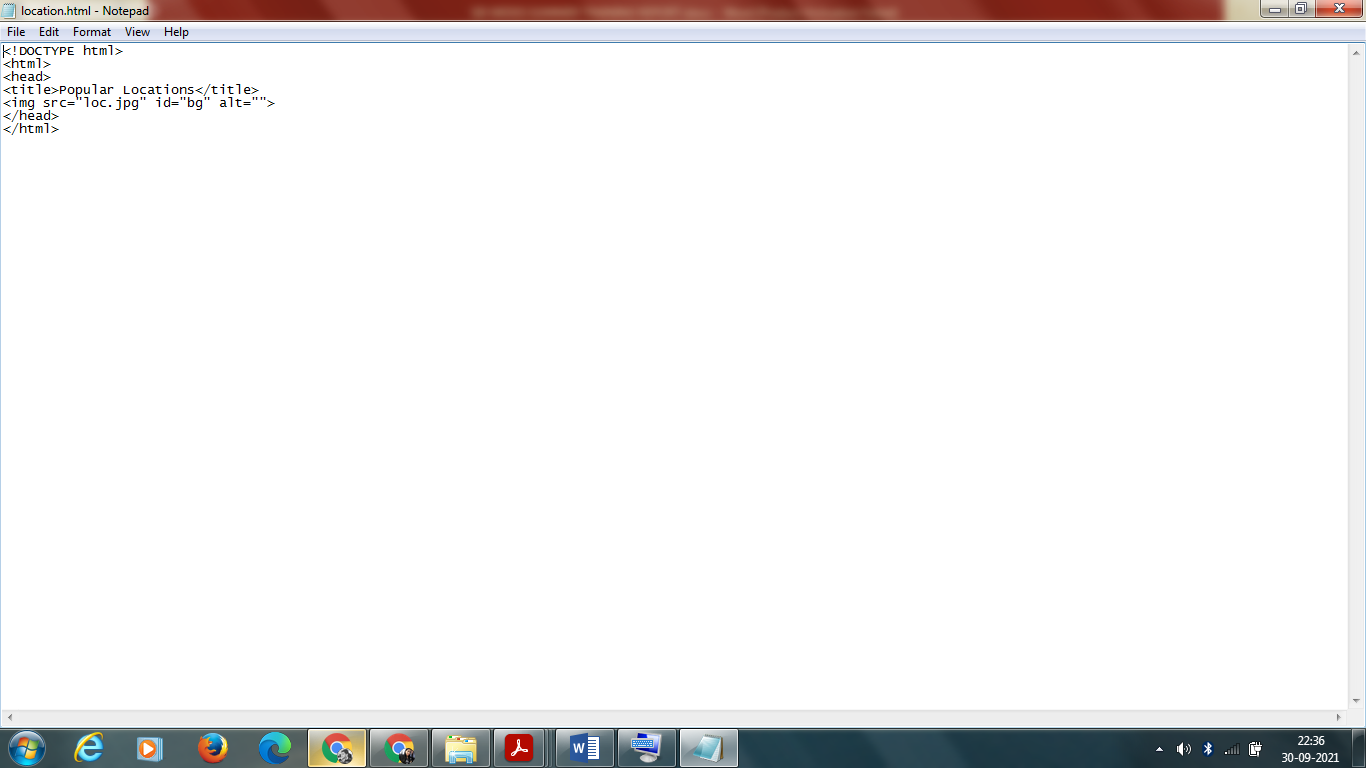 location.html - Notepad
File Edit Format View Help
<!DOCTYPE html>
<html>
<head>
<title>Popular Locations</title>
<img src="loc.jpg" id="bg" alt="">
</head>
</html>
22:36
30-09-2021